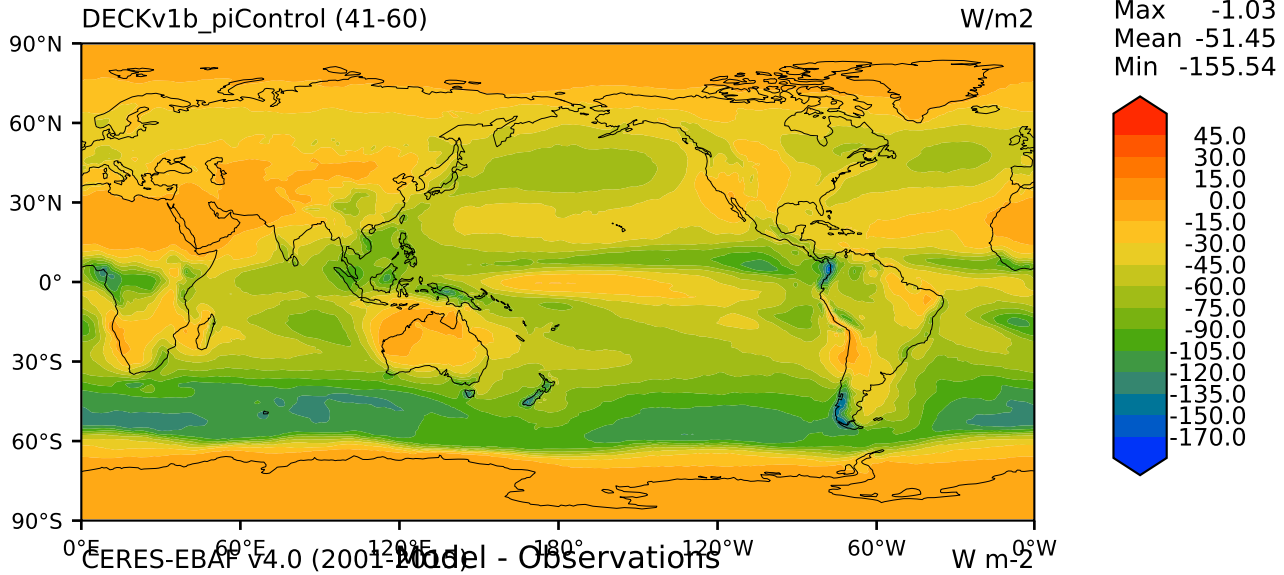 DECKv1b_piControl (41-60) W/m2
Max -1.03
Mean -51.45
Min -155.54
90°N
60°N
30°N
0°
30°S
60°S
90°S
45.0
30.0
15.0
0.0
-15.0
-30.0
-45.0
-60.0
-75.0
-90.0
-105.0
-120.0
-135.0
-150.0
-170.0
0°E 60°E 120°E 180° 120°W 60°W 0°W
CERES-EBAF v4.0 (2001-2015) Model - Observations W m-2